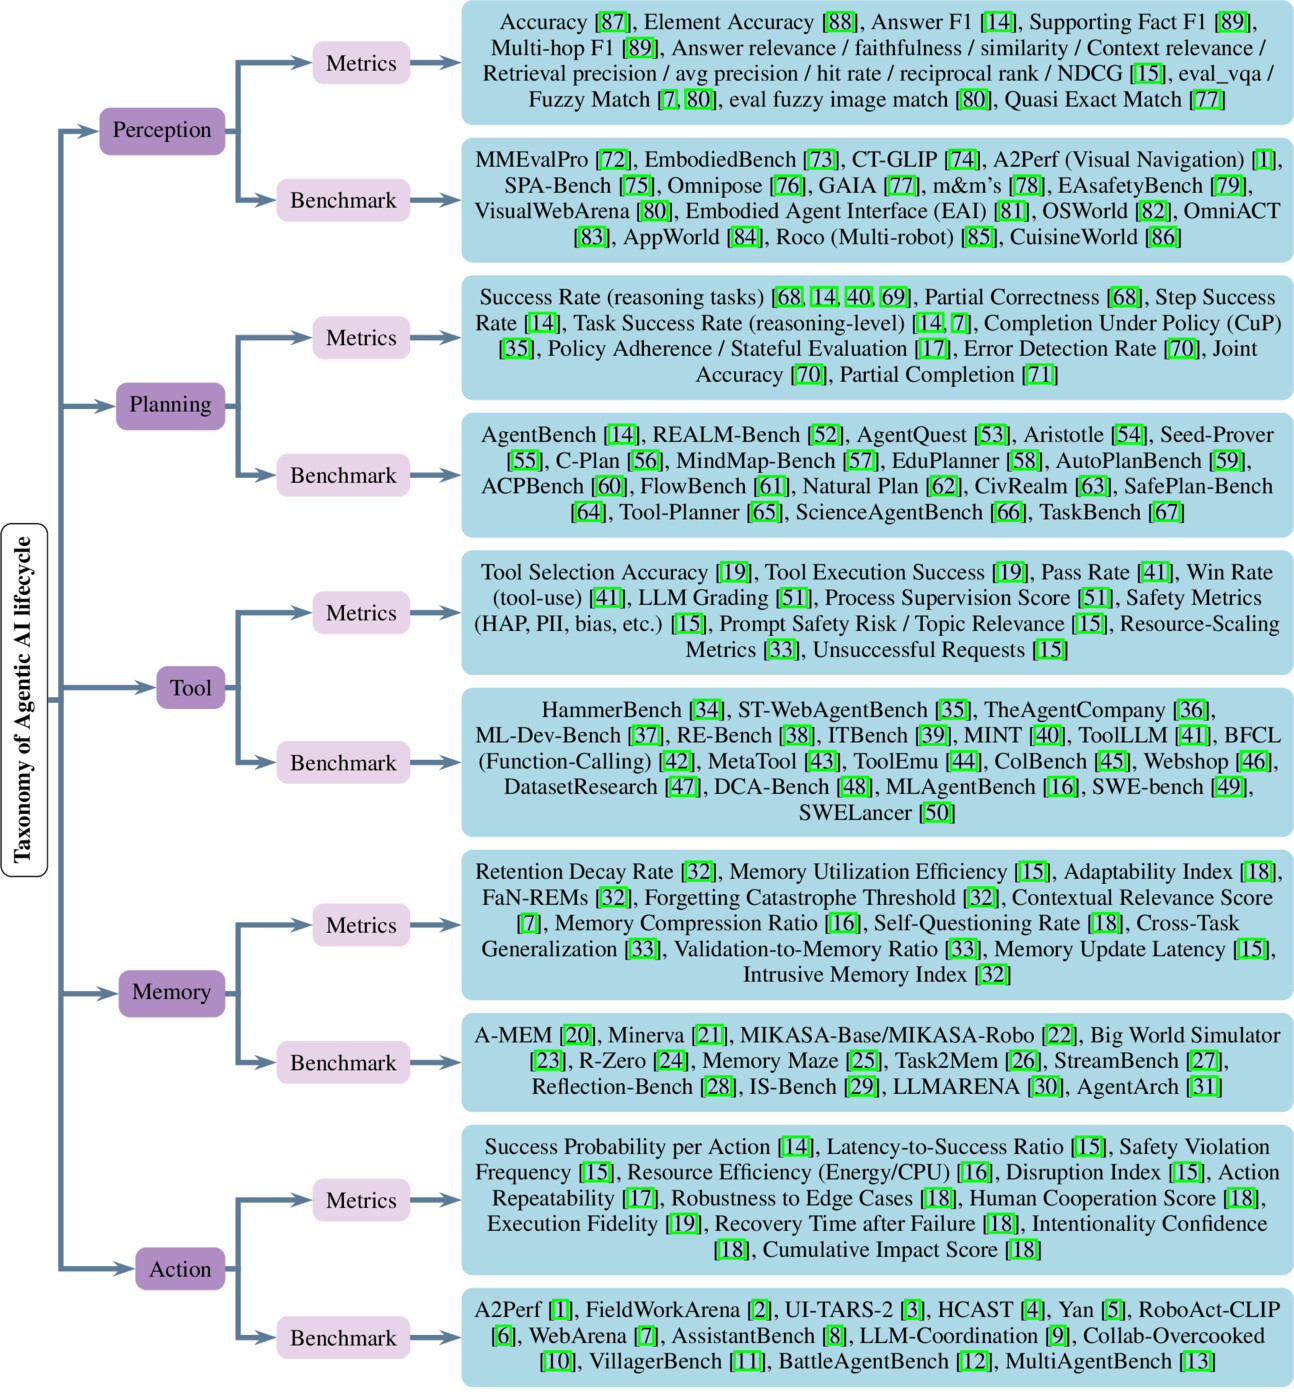 Taxonomy of Agentic AI lifecycle
Perception
Metrics
Accuracy [87], Element Accuracy [88], Answer F1 [14], Supporting Fact F1 [89],
Multi-hop F1 [89], Answer relevance / faithfulness / similarity / Context relevance /
Retrieval precision / avg precision / hit rate / reciprocal rank / NDCG [15], eval_vqa /
Fuzzy Match [7, 80], eval fuzzy image match [80], Quasi Exact Match [77]
Benchmark
MMEvalPro [72], EmbodiedBench [73], CT-GLIP [74], A2Perf (Visual Navigation) [1],
SPA-Bench [75], Omnipose [76], GAIA [77], m&m's [78], EAsafetyBench [79],
VisualWebArena [80], Embodied Agent Interface (EAI) [81], OSWorld [82], OmniACT
[83], AppWorld [84], Roco (Multi-robot) [85], CuisineWorld [86]
Planning
Metrics
Success Rate (reasoning tasks) [68, 14, 40, 69], Partial Correctness [68], Step Success
Rate [14], Task Success Rate (reasoning-level) [14, 7], Completion Under Policy (CuP)
[35], Policy Adherence / Stateful Evaluation [17], Error Detection Rate [70], Joint
Accuracy [70], Partial Completion [71]
Benchmark
AgentBench [14], REALM-Bench [52], AgentQuest [53], Aristotle [54], Seed-Prover
[55], C-Plan [56], MindMap-Bench [57], EduPlanner [58], AutoPlanBench [59],
ACPBench [60], FlowBench [61], Natural Plan [62], CivRealm [63], SafePlan-Bench
[64], Tool-Planner [65], ScienceAgentBench [66], TaskBench [67]
Tool
Metrics
Tool Selection Accuracy [19], Tool Execution Success [19], Pass Rate [41], Win Rate
(tool-use) [41], LLM Grading [51], Process Supervision Score [51], Safety Metrics
(HAP, PII, bias, etc.) [15], Prompt Safety Risk / Topic Relevance [15], Resource-Scaling
Metrics [33], Unsuccessful Requests [15]
Benchmark
HammerBench [34], ST-WebAgentBench [35], TheAgentCompany [36],
ML-Dev-Bench [37], RE-Bench [38], ITBench [39], MINT [40], ToolLLM [41], BFCL
(Function-Calling) [42], MetaTool [43], ToolEmu [44], ColBench [45], Webshop [46],
DatasetResearch [47], DCA-Bench [48], MLAgentBench [16], SWE-bench [49],
SWELancer [50]
Memory
Metrics
Retention Decay Rate [32], Memory Utilization Efficiency [15], Adaptability Index [18],
FaN-REMs [32], Forgetting Catastrophe Threshold [32], Contextual Relevance Score
[7], Memory Compression Ratio [16], Self-Questioning Rate [18], Cross-Task
Generalization [33], Validation-to-Memory Ratio [33], Memory Update Latency [15],
Intrusive Memory Index [32]
Benchmark
A-MEM [20], Minerva [21], MIKASA-Base/MIKASA-Robo [22], Big World Simulator
[23], R-Zero [24], Memory Maze [25], Task2Mem [26], StreamBench [27],
Reflection-Bench [28], IS-Bench [29], LLMARENA [30], AgentArch [31]
Action
Metrics
Success Probability per Action [14], Latency-to-Success Ratio [15], Safety Violation
Frequency [15], Resource Efficiency (Energy/CPU) [16], Disruption Index [15], Action
Repeatability [17], Robustness to Edge Cases [18], Human Cooperation Score [18],
Execution Fidelity [19], Recovery Time after Failure [18], Intentionality Confidence
[18], Cumulative Impact Score [18]
Benchmark
A2Perf [1], FieldWorkArena [2], UI-TARS-2 [3], HCAST [4], Yan [5], RoboAct-CLIP
[6], WebArena [7], AssistantBench [8], LLM-Coordination [9], Collab-Overcooked
[10], VillagerBench [11], BattleAgentBench [12], MultiAgentBench [13]